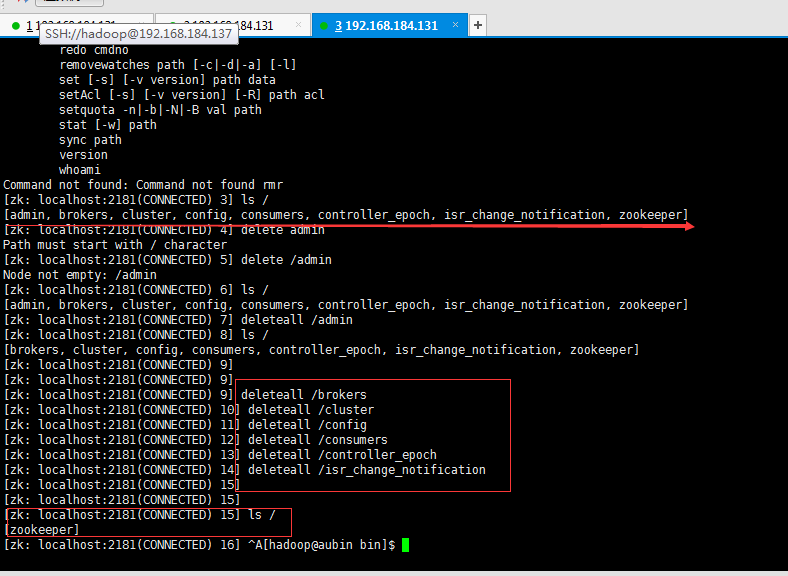 1 192.168.184.131
192.168.184.131
3 192.168.184.131
SSH://hadoop@192.168.184.137
redo cmdno
removewatches path [-c|-d|-a] [-l]
set [-s] [-v version] path data
setAcl [-s] [-v version] [-R] path acl
setquota -n|-b|-N|-B val path
stat [-w] path
sync path
version
whoami
Command not found: Command not found rmr
[zk: localhost:2181(CONNECTED) 3] ls /
[admin, brokers, cluster, config, consumers, controller_epoch, isr_change_notification, zookeeper]
[zk: localhost:2181(CONNECTED) 4] delete admin
Path must start with / character
[zk: localhost:2181(CONNECTED) 5] delete /admin
Node not empty: /admin
[zk: localhost:2181(CONNECTED) 6] ls /
[admin, brokers, cluster, config, consumers, controller_epoch, isr_change_notification, zookeeper]
[zk: localhost:2181(CONNECTED) 7] deleteall /admin
[zk: localhost:2181(CONNECTED) 8] ls /
[brokers, cluster, config, consumers, controller_epoch, isr_change_notification, zookeeper]
[zk: localhost:2181(CONNECTED) 9]
[zk: localhost:2181(CONNECTED) 9]
[zk: localhost:2181(CONNECTED) 9] deleteall /brokers
[zk: localhost:2181(CONNECTED) 10] deleteall /cluster
[zk: localhost:2181(CONNECTED) 11] deleteall /config
[zk: localhost:2181(CONNECTED) 12] deleteall /consumers
[zk: localhost:2181(CONNECTED) 13] deleteall /controller_epoch
[zk: localhost:2181(CONNECTED) 14] deleteall /isr_change_notification
[zk: localhost:2181(CONNECTED) 15]
[zk: localhost:2181(CONNECTED) 15]
[zk: localhost:2181(CONNECTED) 15] ls /
[zookeeper]
[zk: localhost:2181(CONNECTED) 16] ^A[hadoop@aubin bin]$